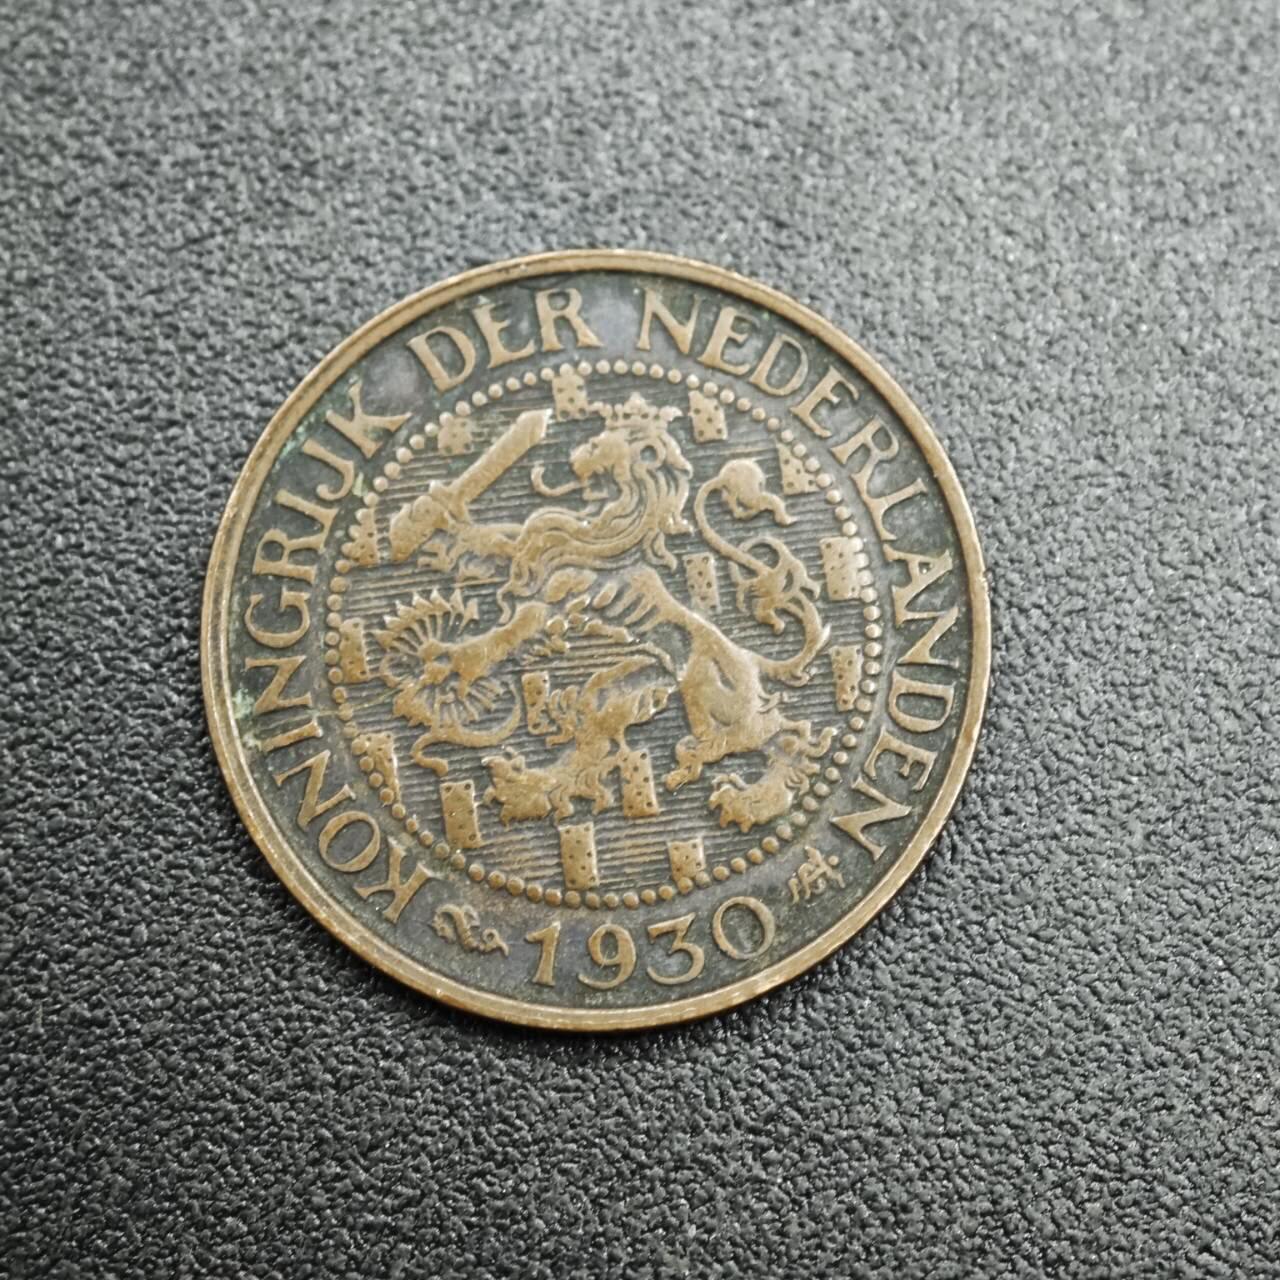 KONINGRIJK DER NEDERLANDEN
1930